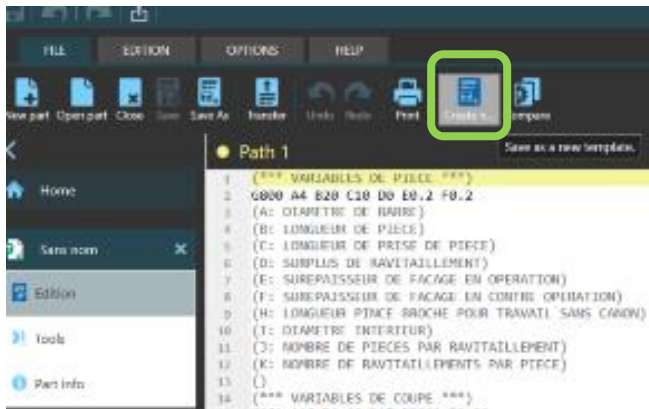 FILE EDITION OPTIONS HELP
New part Open part Close Save Save As Transfer Undo Redo Print Create Compare
Save as a new template.
Path 1
Home
Sans nom
Edition
Tools
Part info
1 (*** VARIABLES DE PIECE ***)
2 G800 A4 B20 C10 D0 E0.2 F0.2
3 (A: DIAMETRE DE BARRE)
4 (B: LONGUEUR DE PIECE)
5 (C: LONGUEUR DE PRISE DE PIECE)
6 (D: SURPLUS DE RAVITAILLEMENT)
7 (E: SUREPAISSEUR DE FACAGE EN OPERATION)
8 (F: SUREPAISSEUR DE FACAGE EN CONTRE OPERATION)
9 (H: LONGUEUR PINCE BROCHE POUR TRAVAIL SANS CANON)
10 (T: DIAMETRE INTERIEUR)
11 (J: NOMBRE DE PIECES PAR RAVITAILLEMENT)
12 (K: NOMBRE DE RAVITAILLEMENTS PAR PIECE)
13 ()
14 (*** VARIABLES DE COUPE ***)